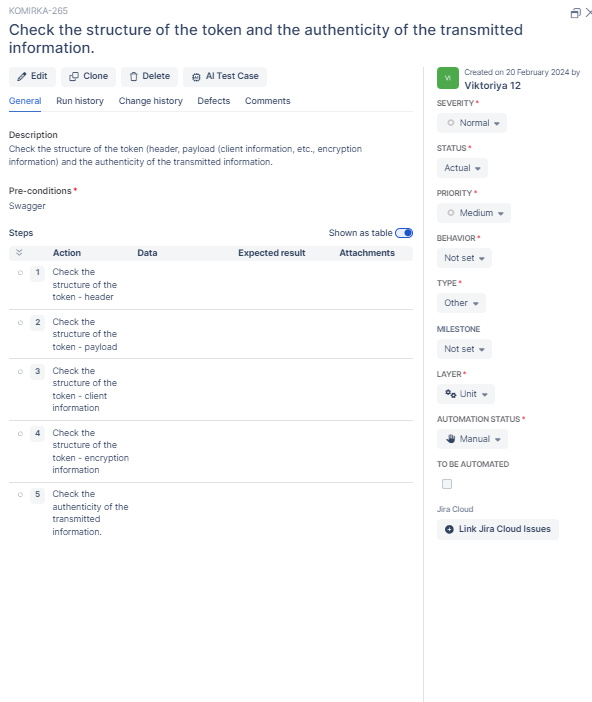 KOMIRKA-265
Check the structure of the token and the authenticity of the transmitted
information.
Edit
Clone
Delete
AI Test Case
General
Run history
Change history
Defects
Comments
Description
Check the structure of the token (header, payload (client information, etc., encryption
information) and the authenticity of the transmitted information.
Pre-conditions *
Swagger
Steps
Shown as table
Action
Data
Expected result
Attachments
1
Check the
structure of the
token - header
2
Check the
structure of the
token - payload
3
Check the
structure of the
token - client
information
4
Check the
structure of the
token - encryption
information
5
Check the
authenticity of the
transmitted
information.
VI
Created on 20 February 2024 by
Viktoriya 12
SEVERITY *
Normal
STATUS *
Actual
PRIORITY *
Medium
BEHAVIOR *
Not set
TYPE *
Other
MILESTONE
Not set
LAYER *
Unit
AUTOMATION STATUS *
Manual
TO BE AUTOMATED
Jira Cloud
Link Jira Cloud Issues